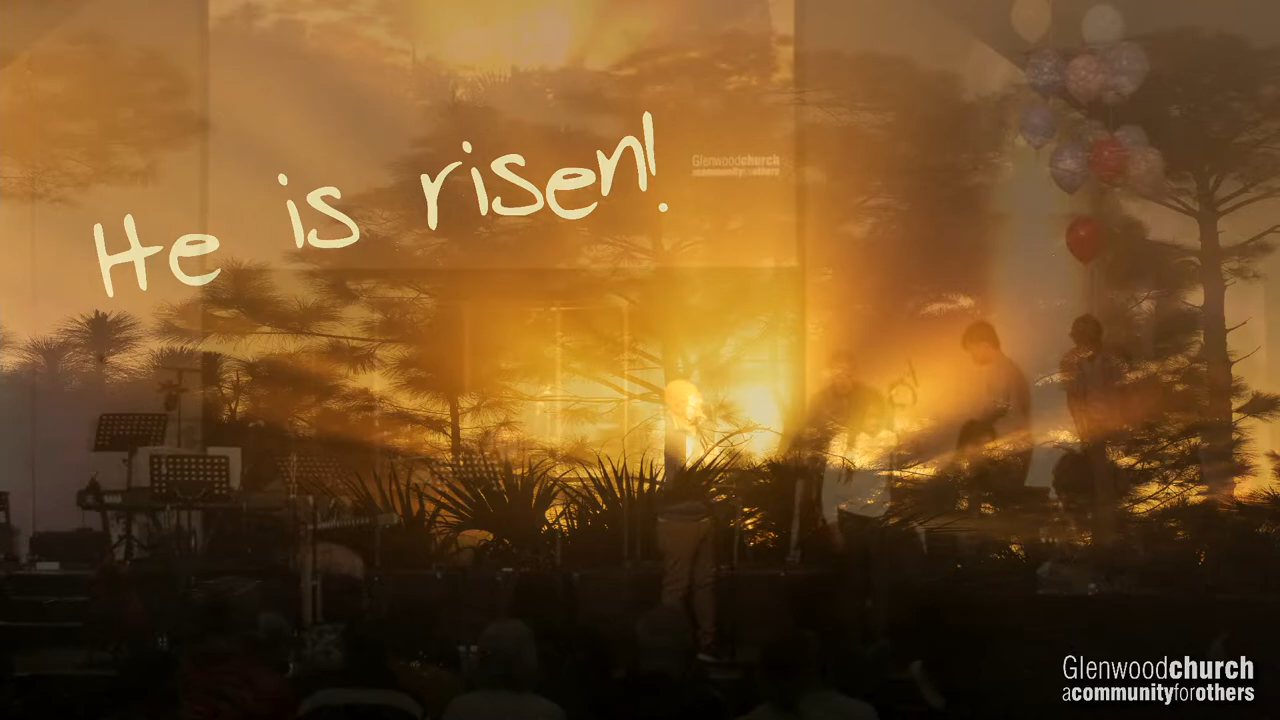 He is risen!
Glenwoodchurch
acommunityforothers
Glenwoodchurch
acommunityforothers